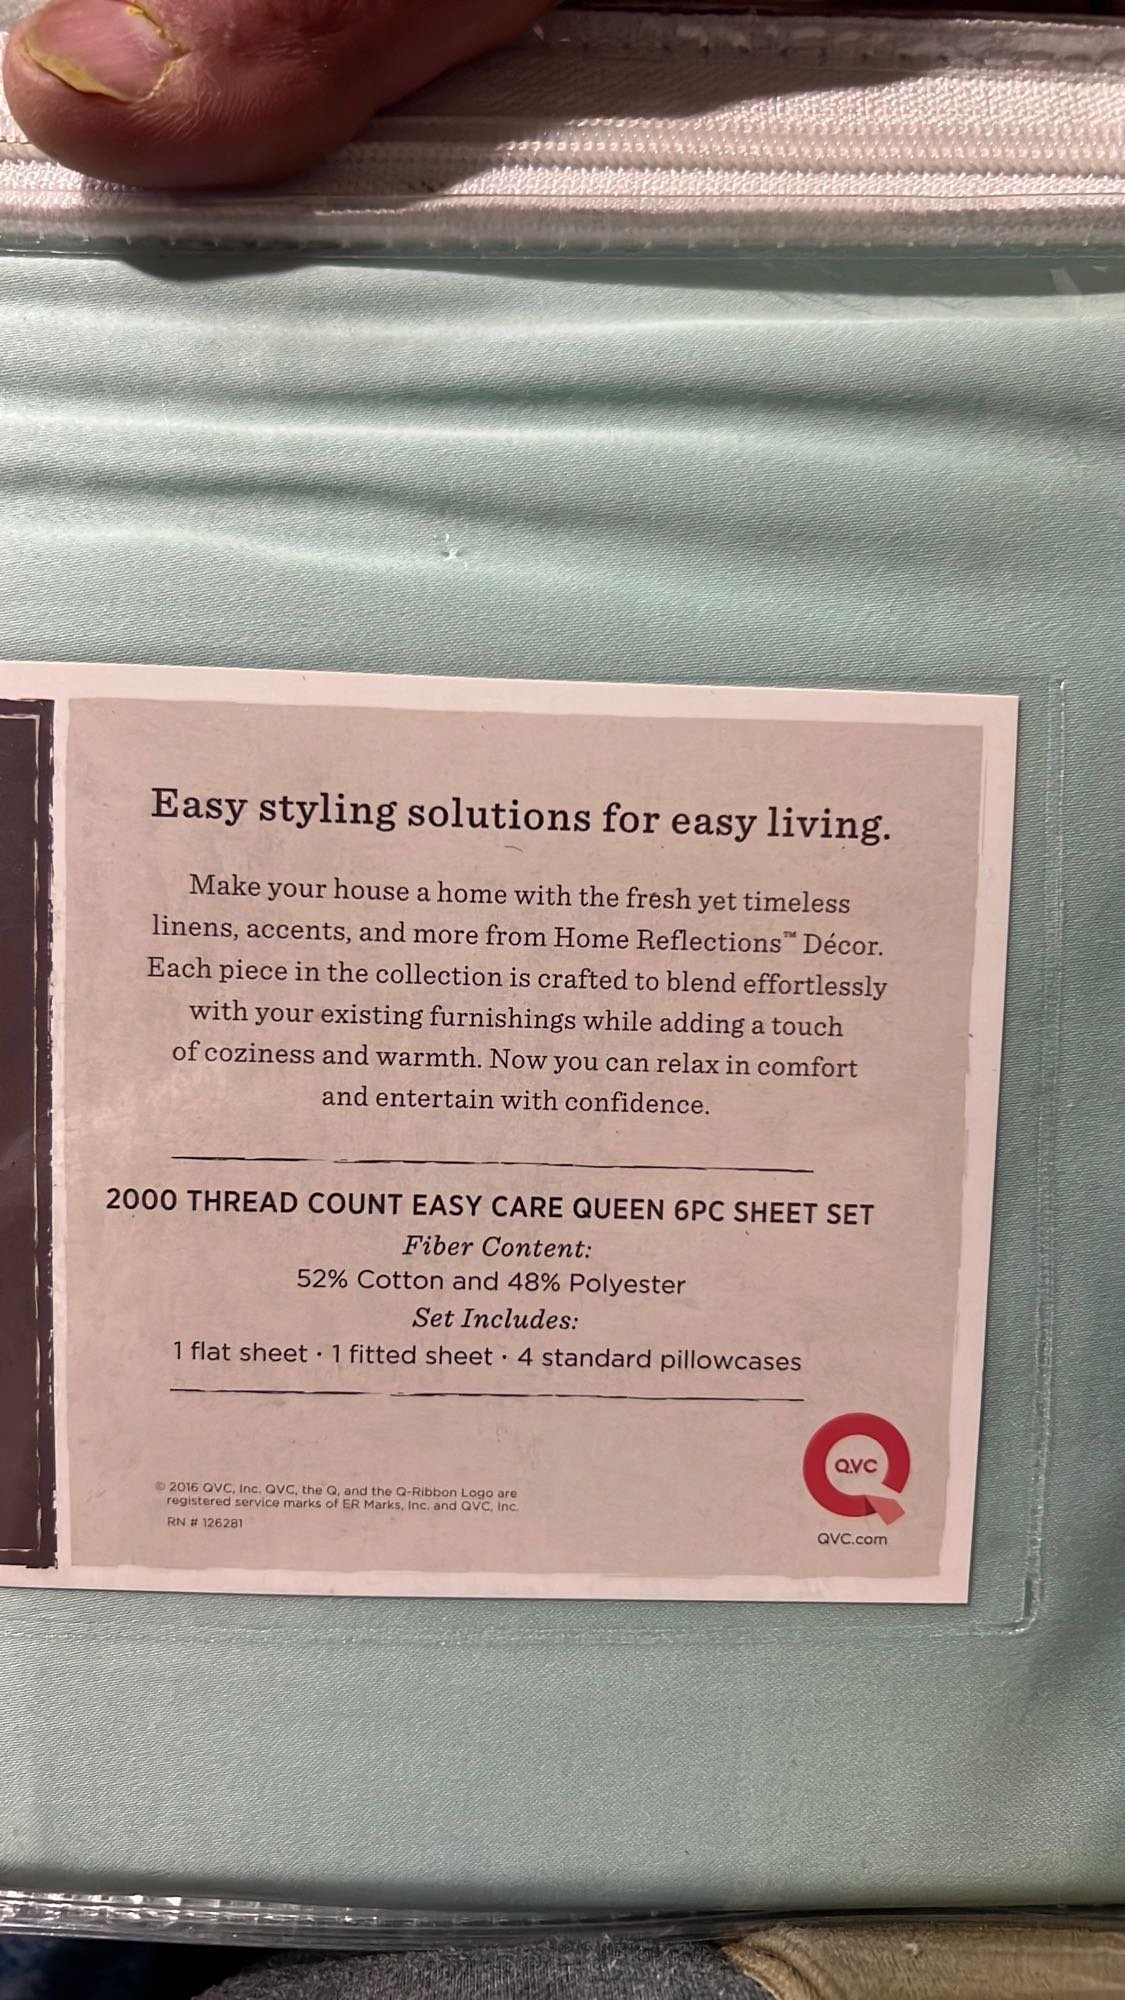 Easy styling solutions for easy living.
Make your house a home with the fresh yet timeless
linens, accents, and more from Home Reflections™ Décor.
Each piece in the collection is crafted to blend effortlessly
with your existing furnishings while adding a touch
of coziness and warmth. Now you can relax in comfort
and entertain with confidence.
2000 THREAD COUNT EASY CARE QUEEN 6PC SHEET SET
Fiber Content:
52% Cotton and 48% Polyester
Set Includes:
1 flat sheet · 1 fitted sheet · 4 standard pillowcases
© 2016 QVC, Inc. QVC, the Q, and the Q-Ribbon Logo are
registered service marks of ER Marks, Inc. and QVC, Inc.
RN # 126281
QVC
QVC.com